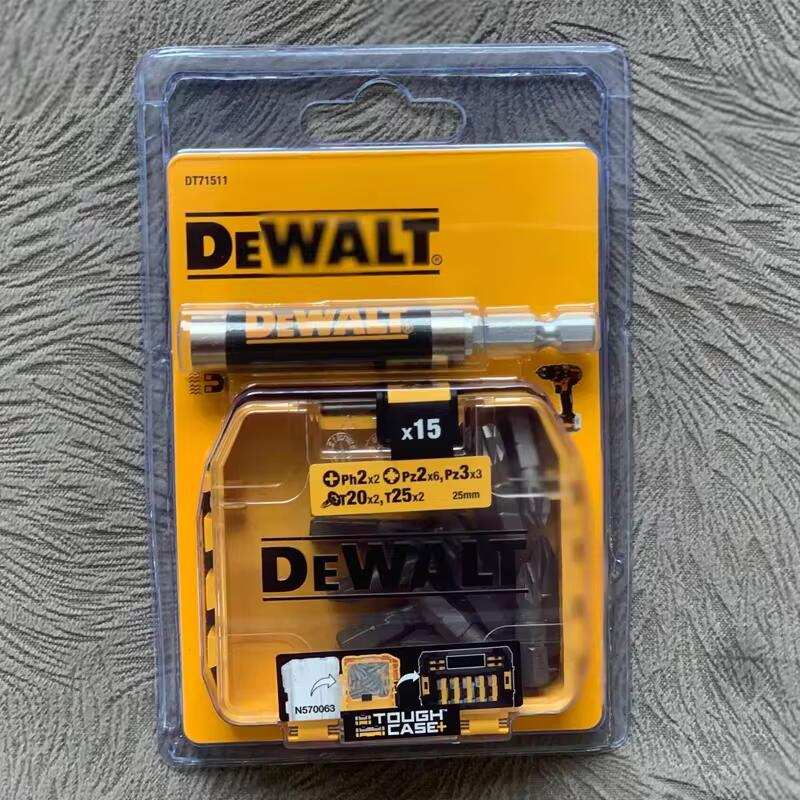 DT71511
DEWALT®
DEWALT
x15
Ph2x2 Pz2x6, Pz3x3
T20x2, T25x2 25mm
DEWALT
N570063
TOUGH
CASE+